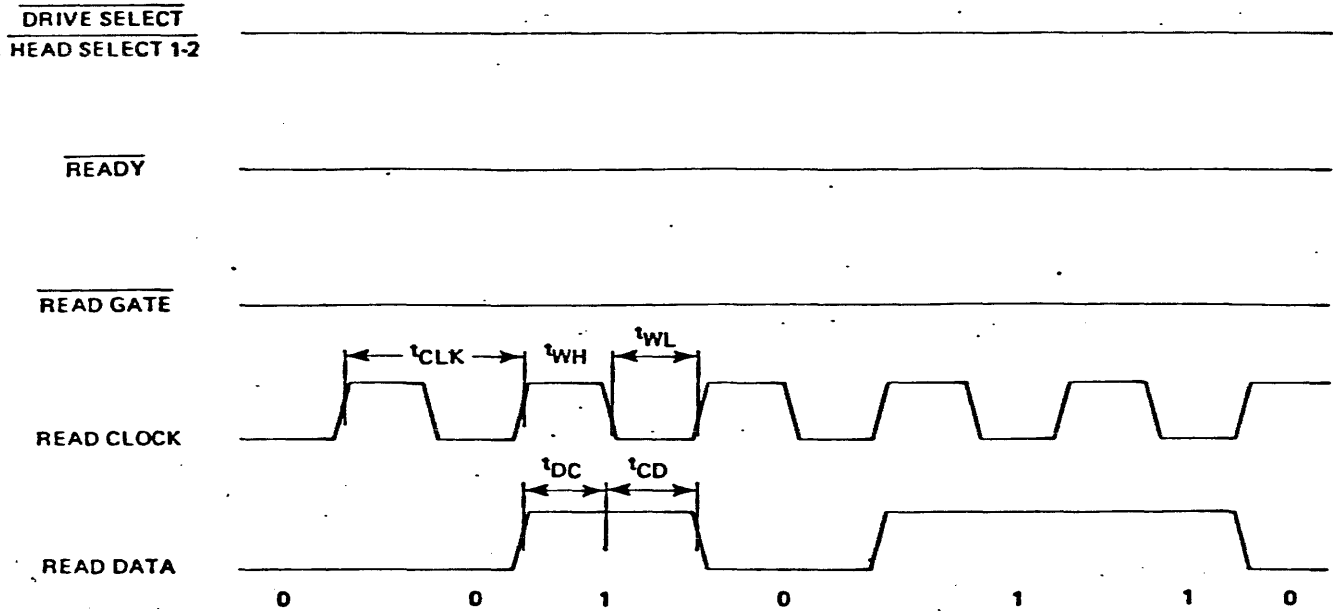 DRIVE SELECT
HEAD SELECT 1-2
READY
READ GATE
tCLK tWH tWL
READ CLOCK
tDC tCD
READ DATA
0 0 1 0 1 1 0